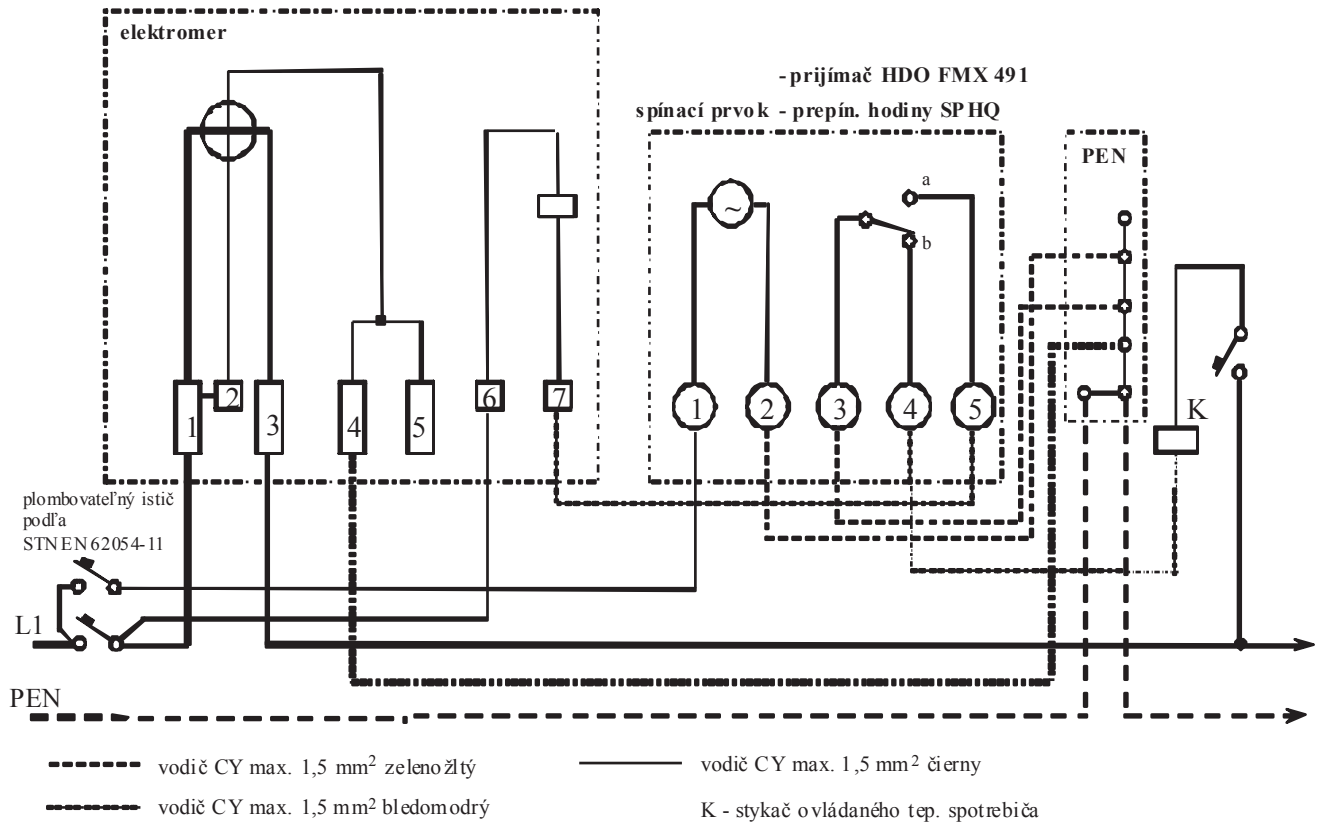 elektromer
-prijímač HDO FMX 491
spínací prvok - prepín. hodiny SPHQ
PEN
a
~
b
1
2
3
4
5
6
7
1
2
3
4
5
K
plombovateľný istič
podľa
STN EN 62054-11
L1
PEN
vodič CY max. 1,5 mm² zelenožltý
vodič CY max. 1,5 mm² čierny
vodič CY max. 1,5 mm² bledomodrý
K - stykač ovládaného tep. spotrebiča